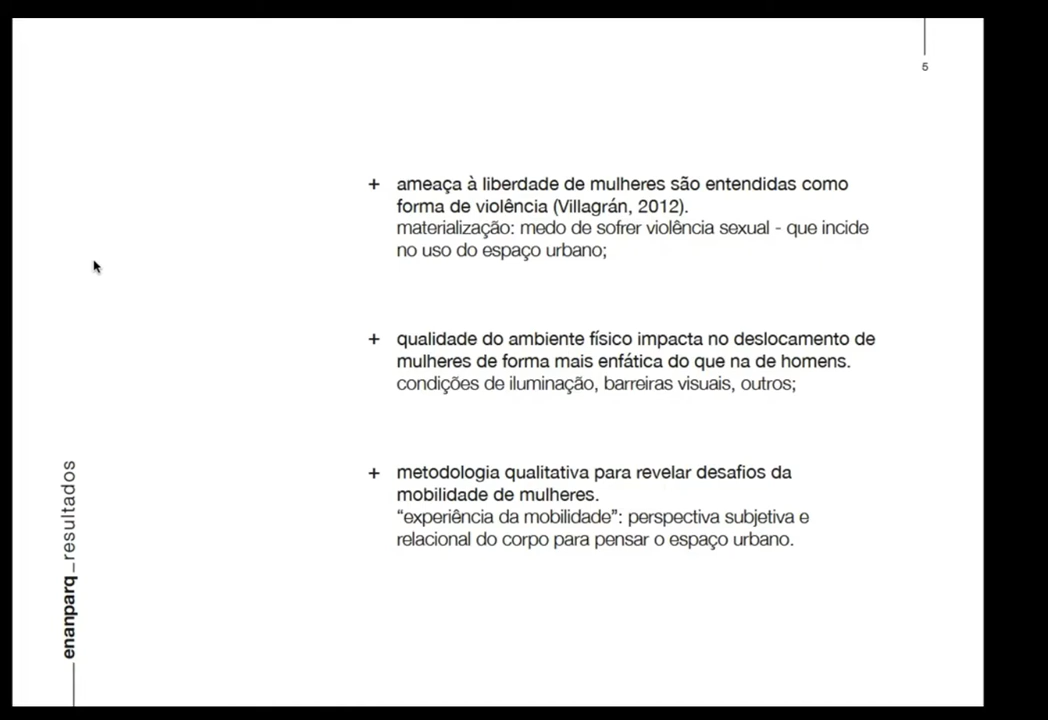 5
+ ameaça à liberdade de mulheres são entendidas como
forma de violência (Villagrán, 2012).
materialização: medo de sofrer violência sexual - que incide
no uso do espaço urbano;
+ qualidade do ambiente físico impacta no deslocamento de
mulheres de forma mais enfática do que na de homens.
condições de iluminação, barreiras visuais, outros;
+ metodologia qualitativa para revelar desafios da
mobilidade de mulheres.
“experiência da mobilidade”: perspectiva subjetiva e
relacional do corpo para pensar o espaço urbano.
enanparq_resultados